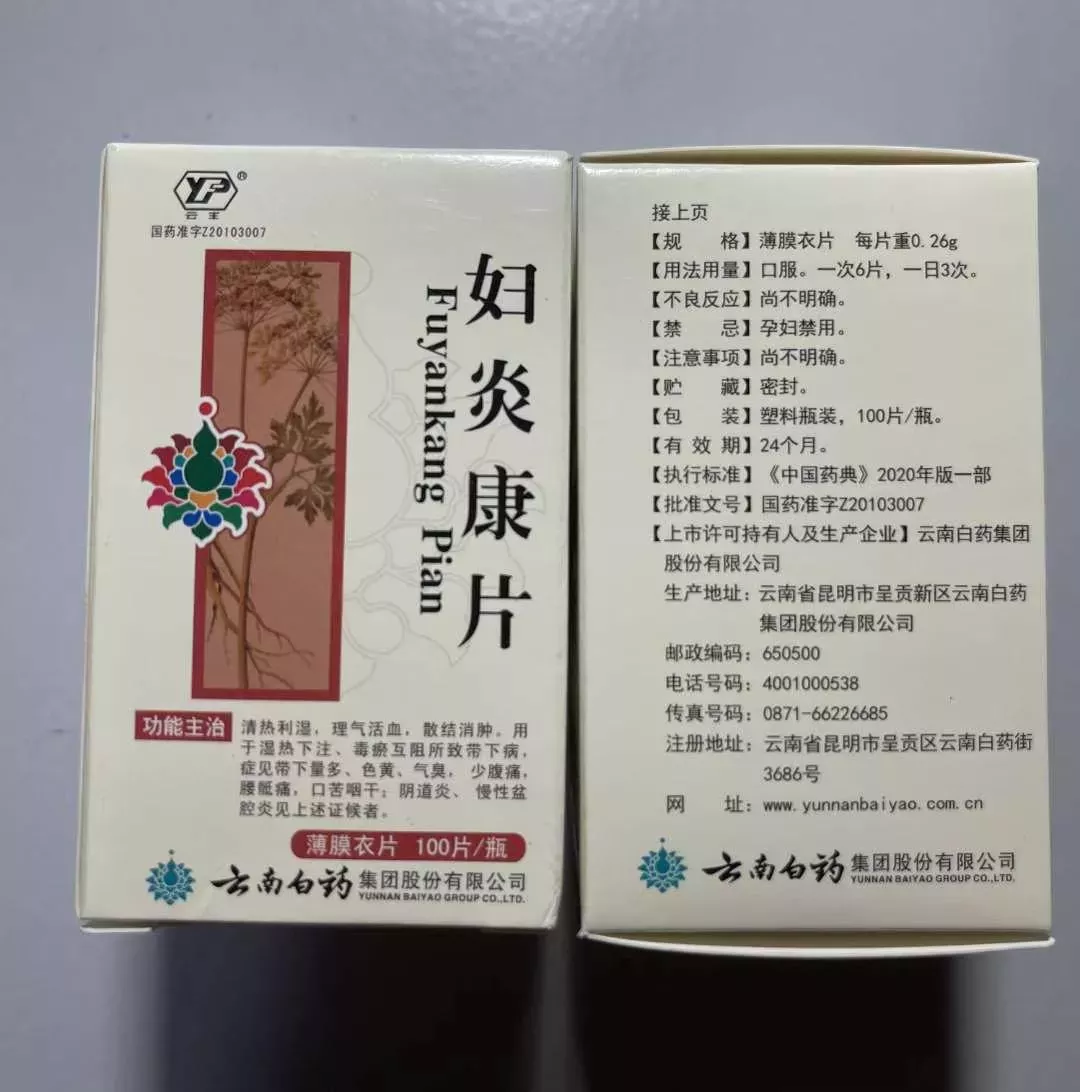 YP®
云丰
国药准字Z20103007
妇炎康片
Fuyankang Pian
功能主治
清热利湿，理气活血，散结消肿。用
于湿热下注、毒瘀互阻所致带下病，
症见带下量多、色黄、气臭， 少腹痛，
腰骶痛，口苦咽干；阴道炎、慢性盆
腔炎见上述证候者。
薄膜衣片 100片/瓶
云南白药 集团股份有限公司
YUNNAN BAIYAO GROUP CO.,LTD.
接上页
【规 格】薄膜衣片 每片重0.26g
【用法用量】口服。一次6片，一日3次。
【不良反应】尚不明确。
【禁 忌】孕妇禁用。
【注意事项】尚不明确。
【贮 藏】密封。
【包 装】塑料瓶装，100片/瓶。
【有 效 期】24个月。
【执行标准】《中国药典》2020年版一部
【批准文号】国药准字Z20103007
【上市许可持有人及生产企业】云南白药集团
股份有限公司
生产地址：云南省昆明市呈贡新区云南白药
集团股份有限公司
邮政编码：650500
电话号码：4001000538
传真号码：0871-66226685
注册地址：云南省昆明市呈贡区云南白药街
3686号
网 址：www.yunnanbaiyao.com.cn
云南白药 集团股份有限公司
YUNNAN BAIYAO GROUP CO.,LTD.